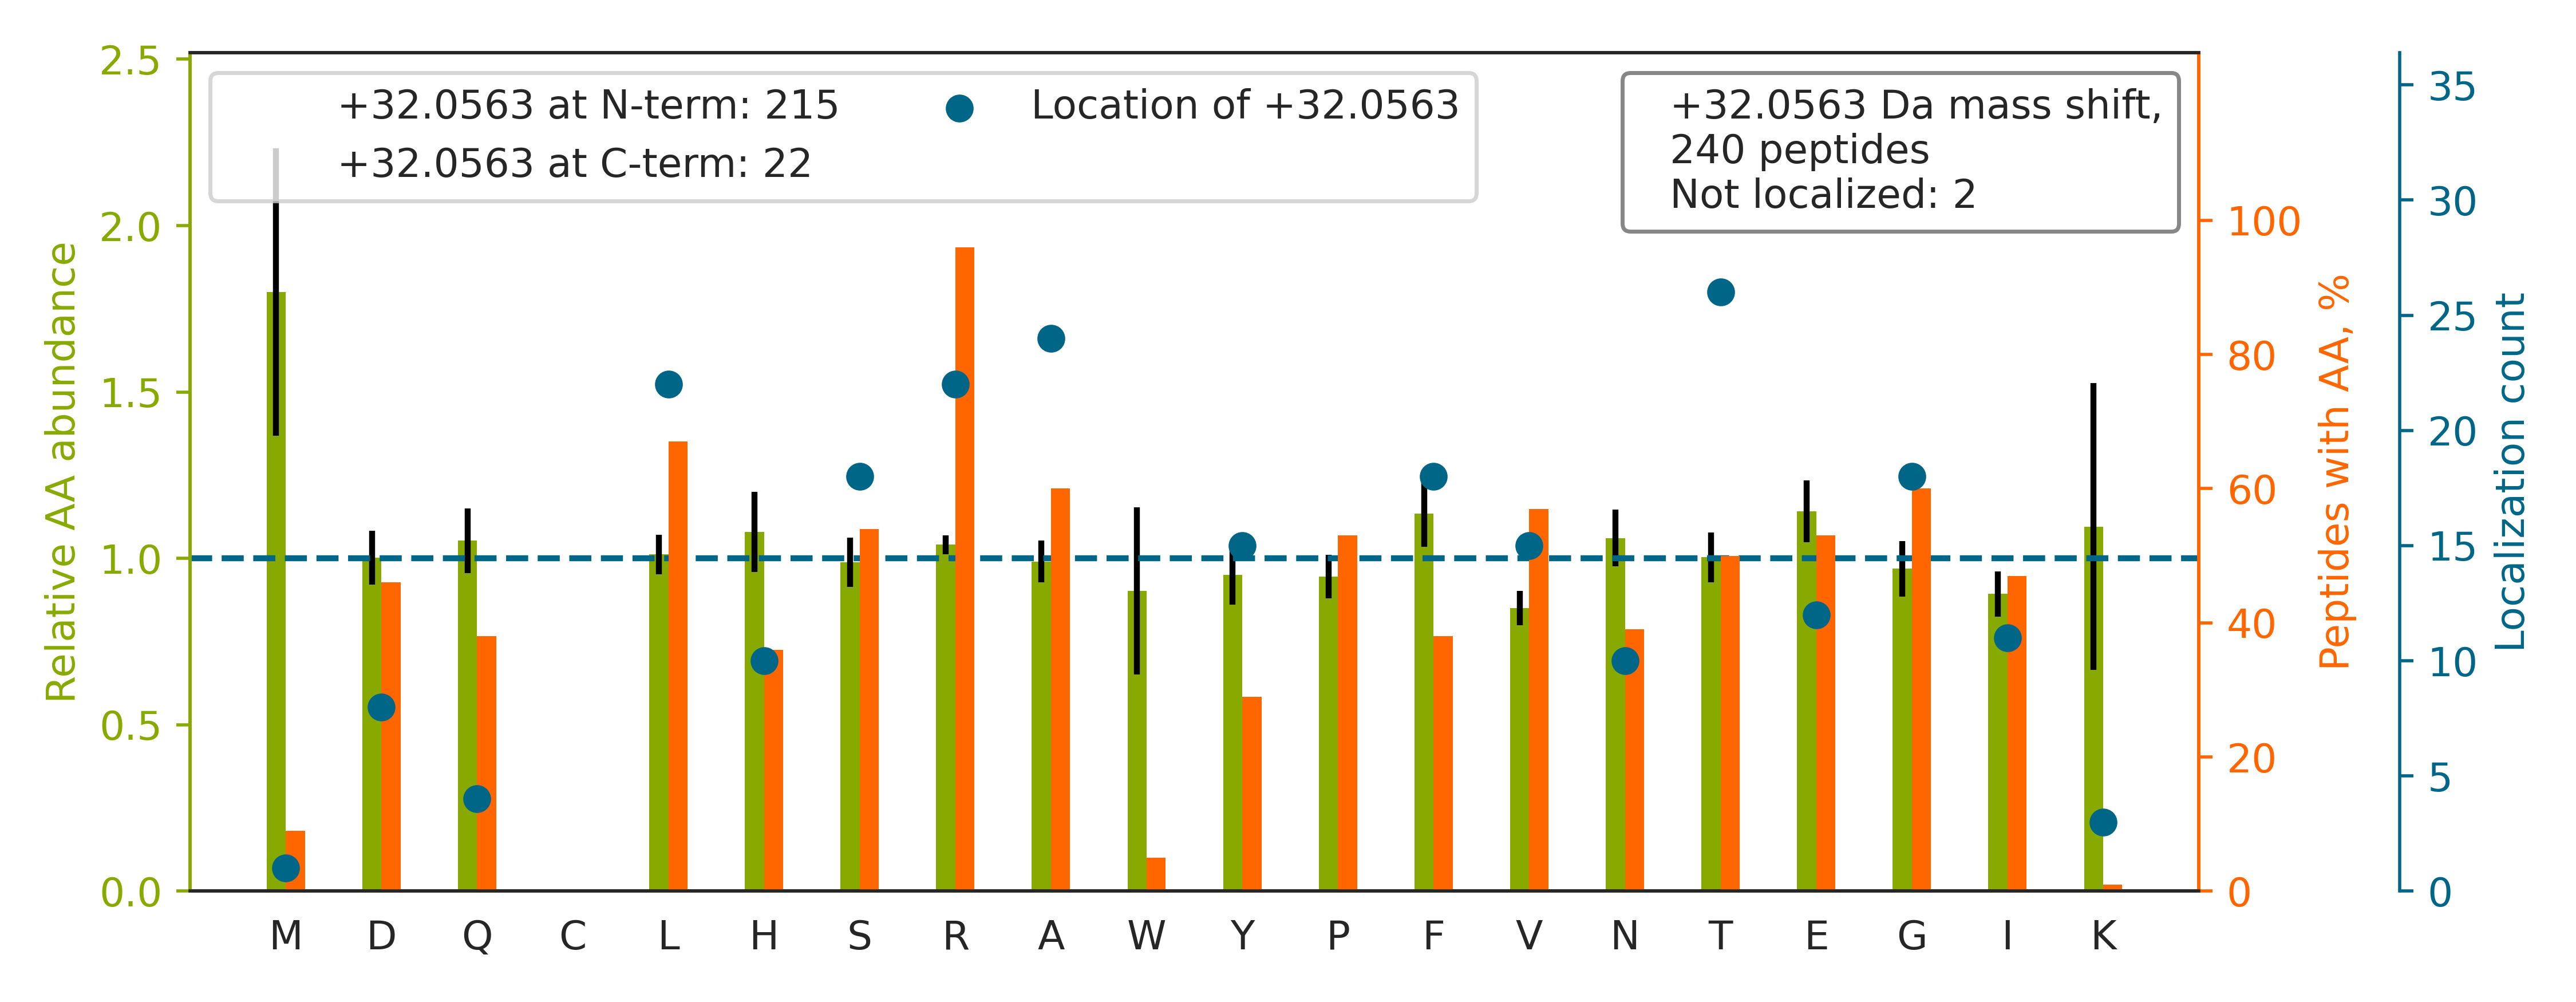 +32.0563 at N-term: 215
+32.0563 at C-term: 22
Location of +32.0563
+32.0563 Da mass shift,
240 peptides
Not localized: 2
Relative AA abundance
2.5
2.0
1.5
1.0
0.5
0.0
M D Q C L H S R A W Y P F V N T E G I K
100
80
60
40
20
0
Peptides with AA, %
35
30
25
20
15
10
5
0
Localization count